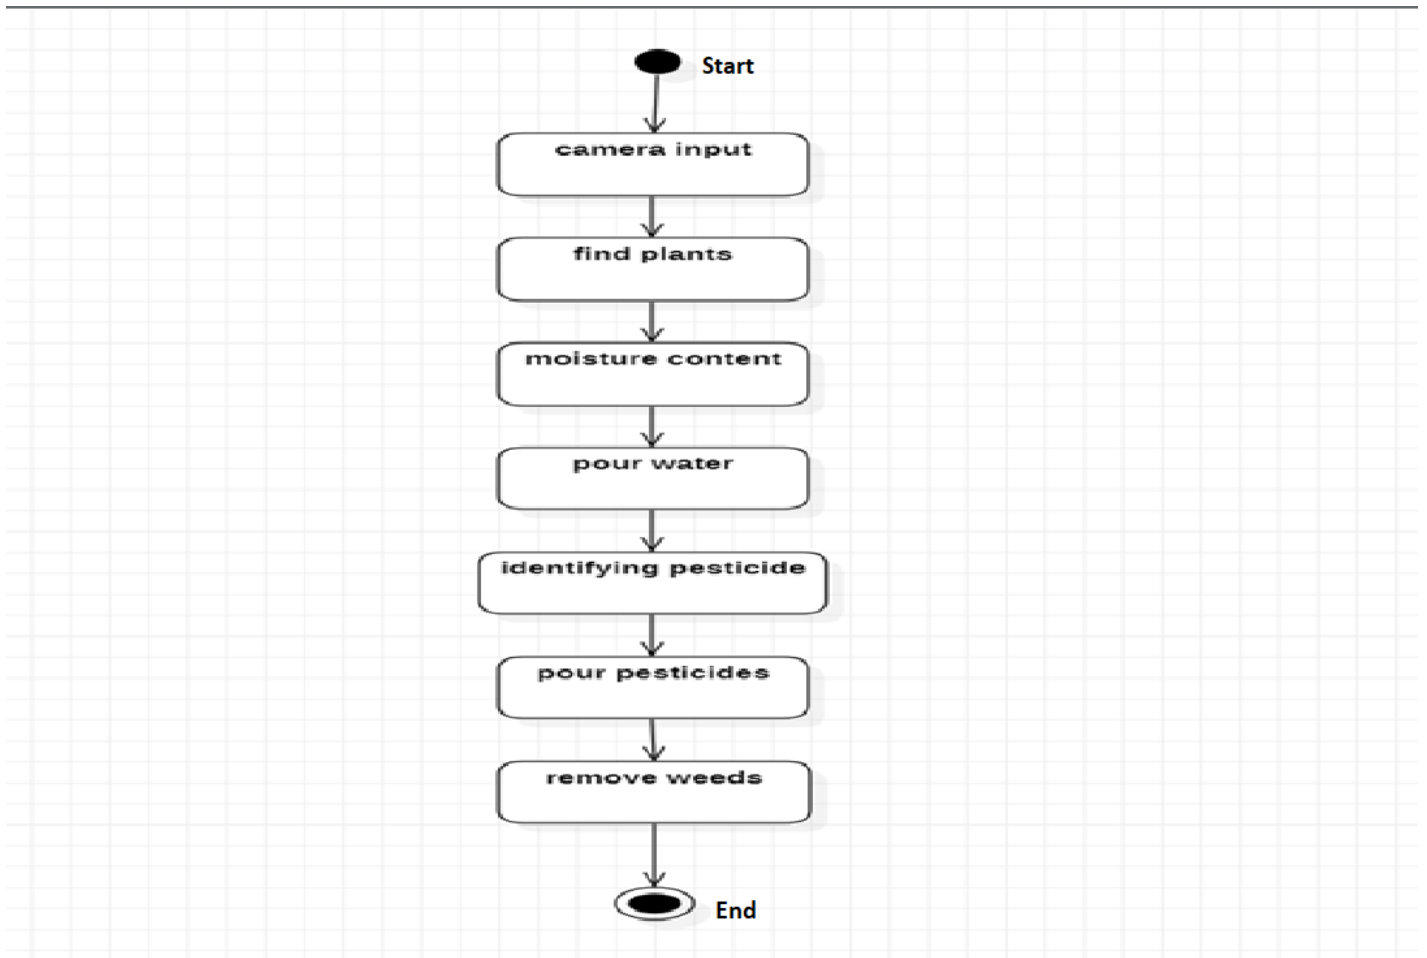 Start
camera input
find plants
moisture content
pour water
identifying pesticide
pour pesticides
remove weeds
End